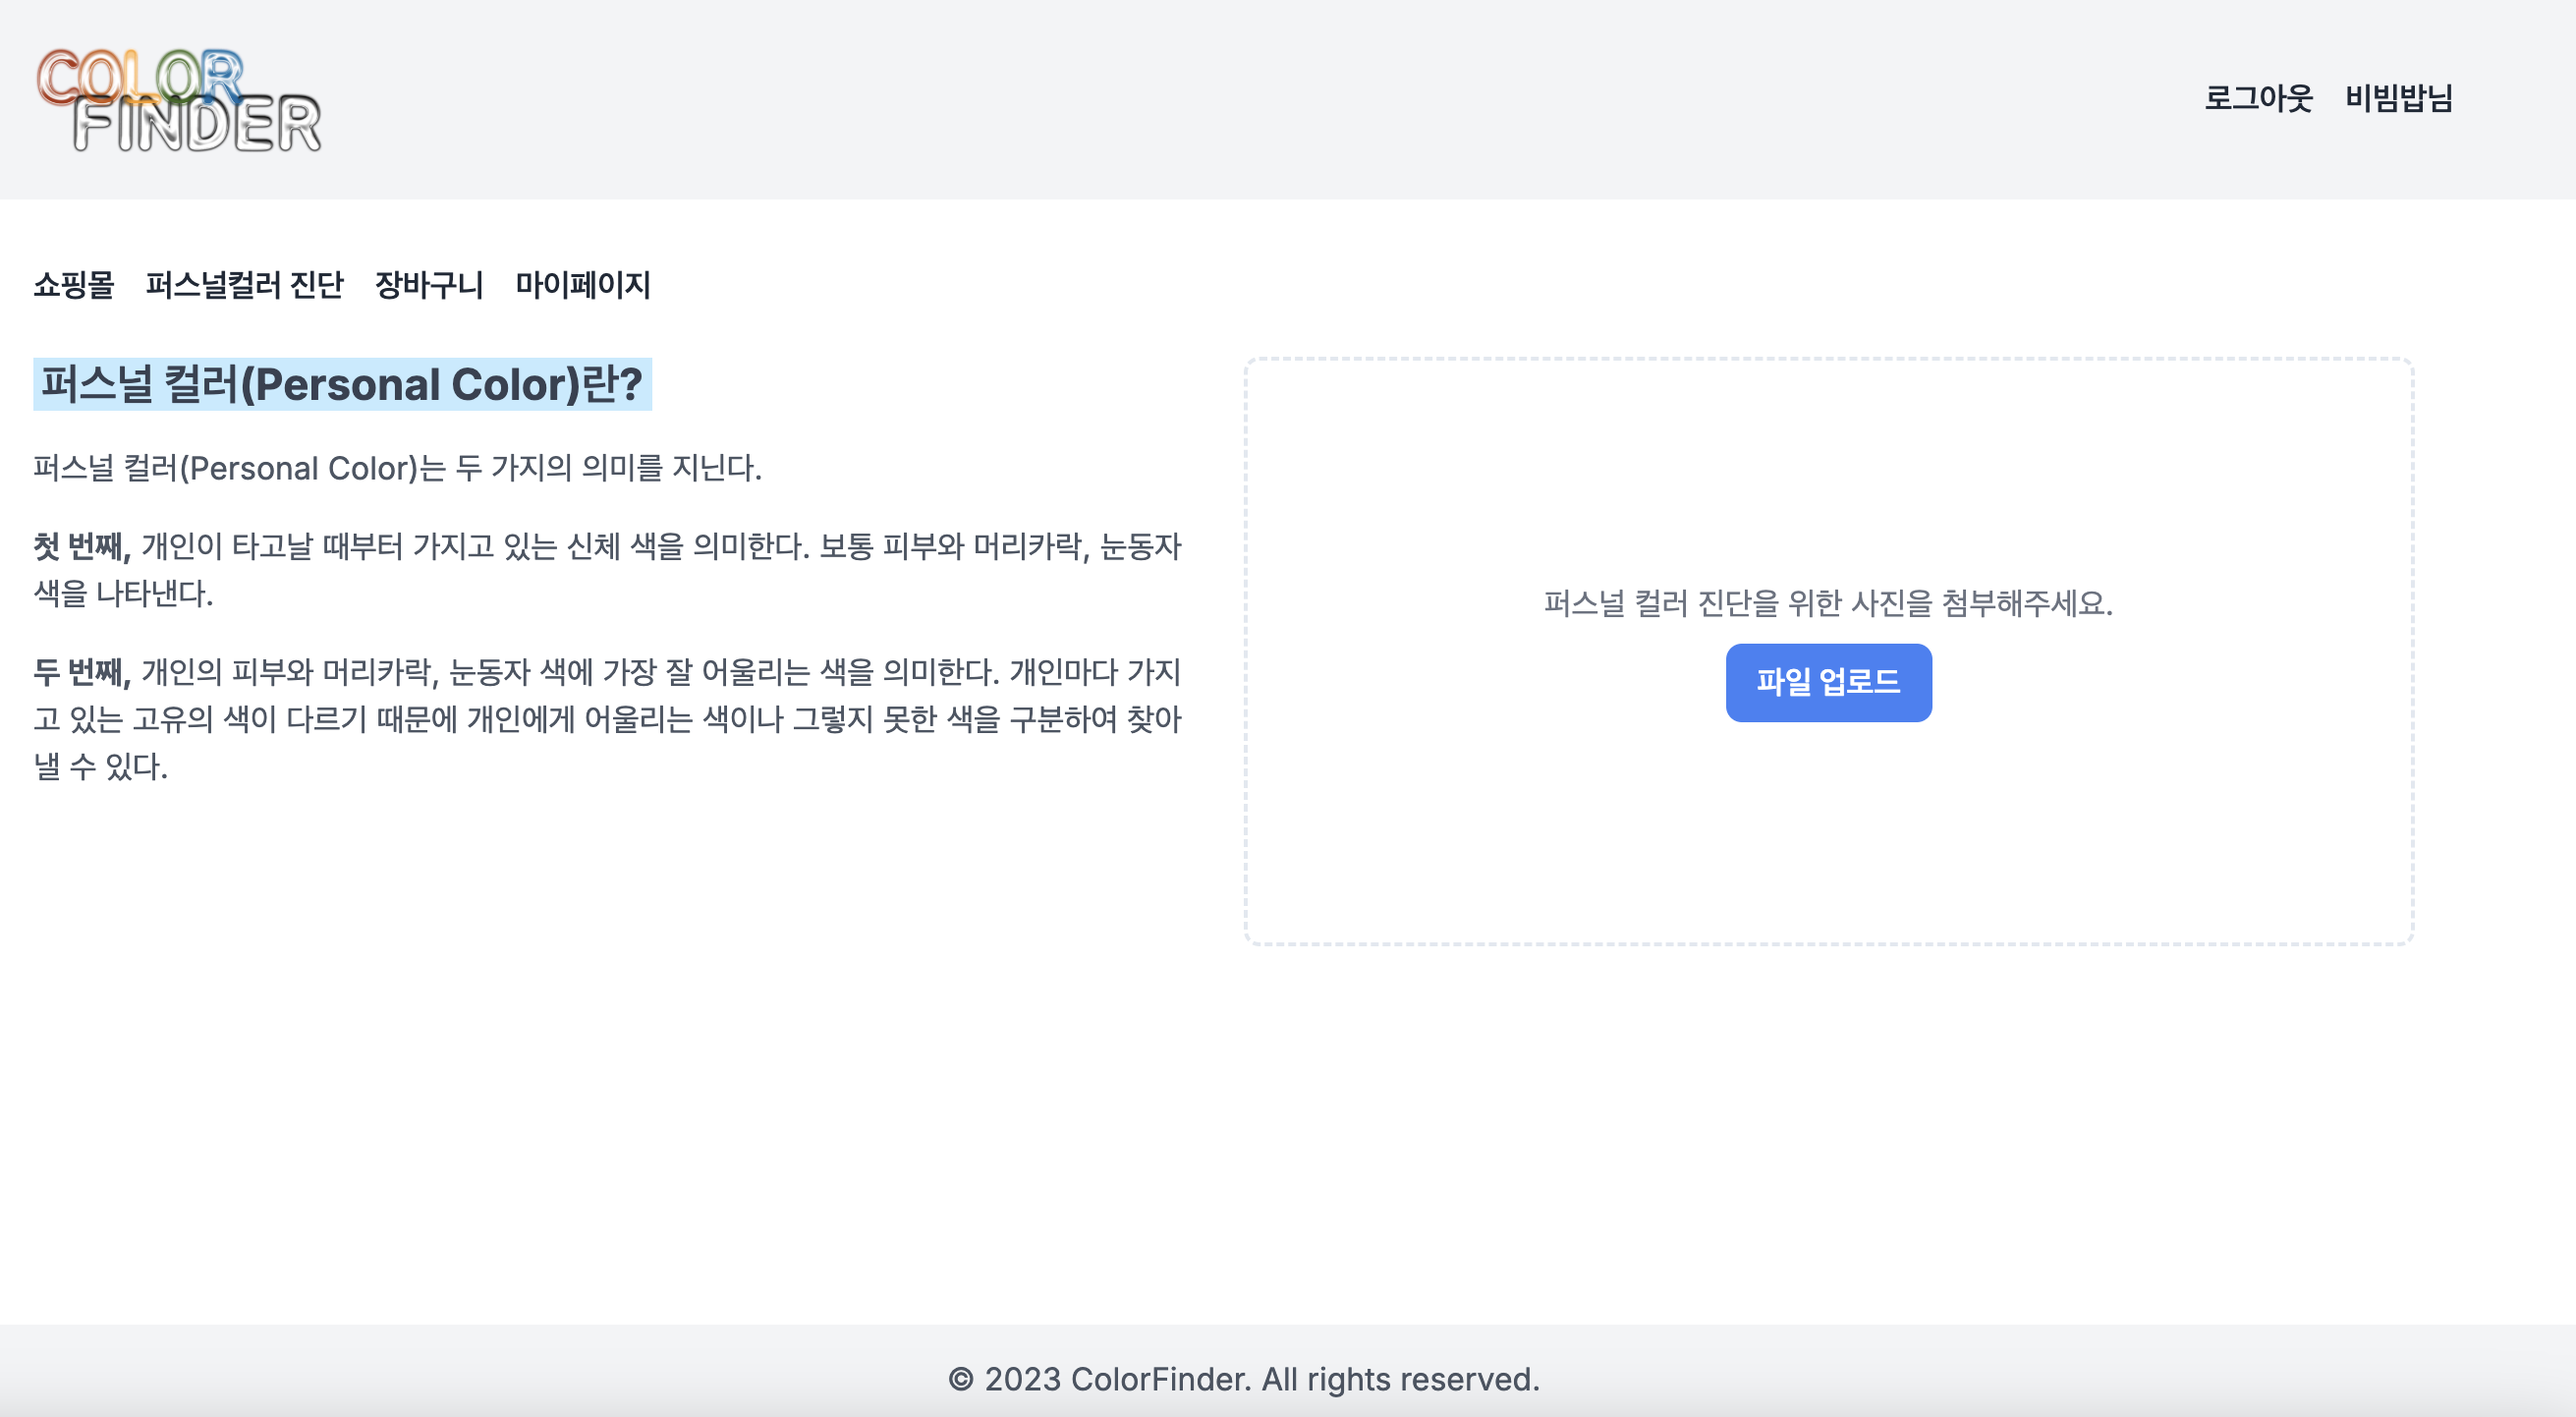 COLOR
FINDER
로그아웃 비빔밥님
쇼핑몰 퍼스널컬러 진단 장바구니 마이페이지
퍼스널 컬러(Personal Color)란?
퍼스널 컬러(Personal Color)는 두 가지의 의미를 지닌다.
첫 번째, 개인이 타고날 때부터 가지고 있는 신체 색을 의미한다. 보통 피부와 머리카락, 눈동자
색을 나타낸다.
두 번째, 개인의 피부와 머리카락, 눈동자 색에 가장 잘 어울리는 색을 의미한다. 개인마다 가지
고 있는 고유의 색이 다르기 때문에 개인에게 어울리는 색이나 그렇지 못한 색을 구분하여 찾아
낼 수 있다.
퍼스널 컬러 진단을 위한 사진을 첨부해주세요.
파일 업로드
© 2023 ColorFinder. All rights reserved.